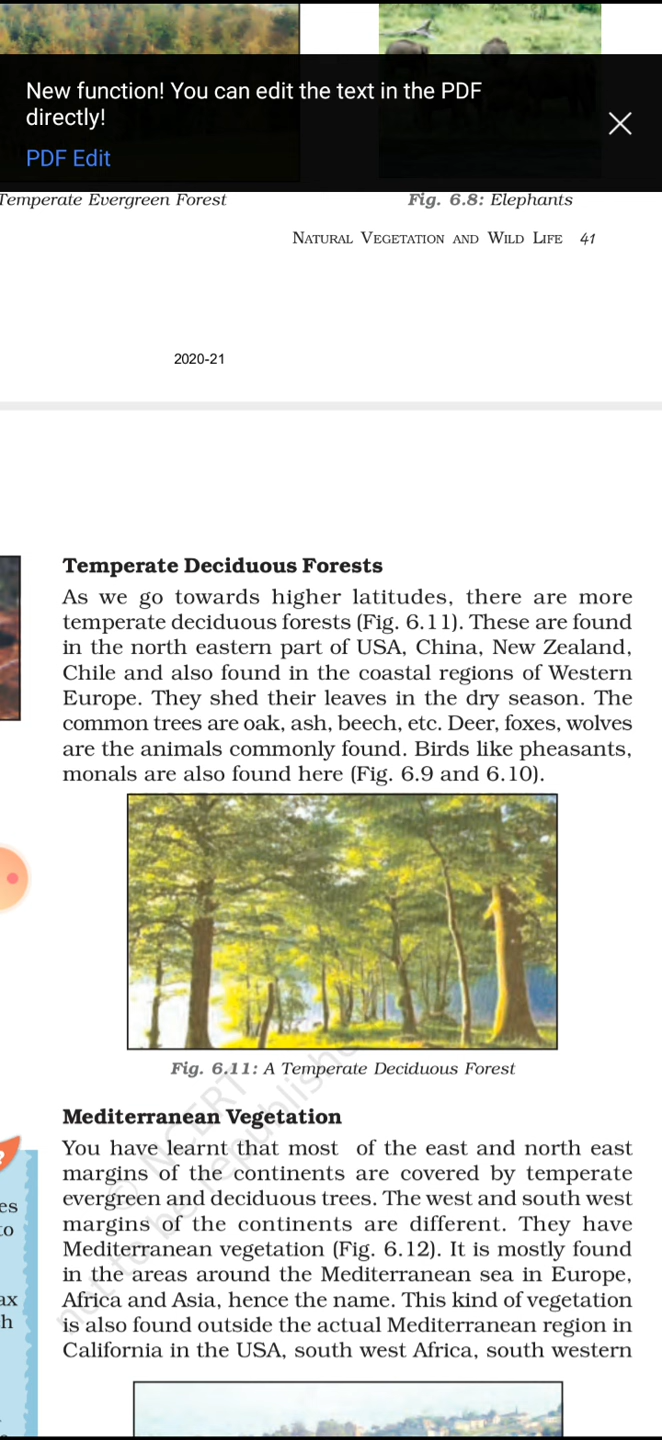 New function! You can edit the text in the PDF
directly!
PDF Edit
Temperate Evergreen Forest
Fig. 6.8: Elephants
NATURAL VEGETATION AND WILD LIFE 41
2020-21
Temperate Deciduous Forests
As we go towards higher latitudes, there are more
temperate deciduous forests (Fig. 6.11). These are found
in the north eastern part of USA, China, New Zealand,
Chile and also found in the coastal regions of Western
Europe. They shed their leaves in the dry season. The
common trees are oak, ash, beech, etc. Deer, foxes, wolves
are the animals commonly found. Birds like pheasants,
monals are also found here (Fig. 6.9 and 6.10).
Fig. 6.11: A Temperate Deciduous Forest
Mediterranean Vegetation
You have learnt that most of the east and north east
margins of the continents are covered by temperate
evergreen and deciduous trees. The west and south west
margins of the continents are different. They have
Mediterranean vegetation (Fig. 6.12). It is mostly found
in the areas around the Mediterranean sea in Europe,
Africa and Asia, hence the name. This kind of vegetation
is also found outside the actual Mediterranean region in
California in the USA, south west Africa, south western
© NCERT
not to be republishe
?
es
to
ax
h